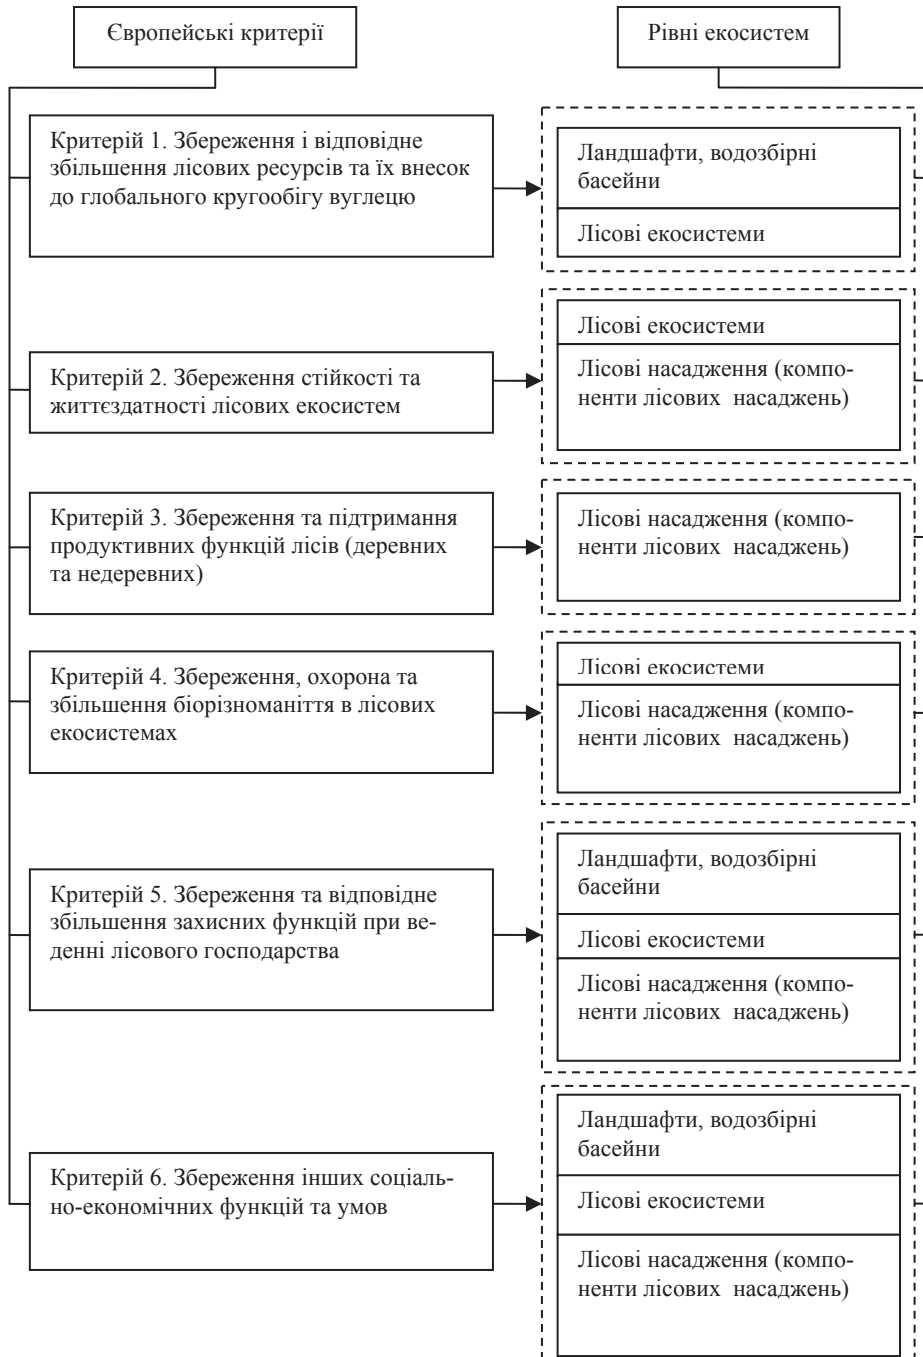 Європейські критерії
Рівні екосистем
Критерій 1. Збереження і відповідне
збільшення лісових ресурсів та їх внесок
до глобального кругообігу вуглецю
Ландшафти, водозбірні
басейни
Лісові екосистеми
Критерій 2. Збереження стійкості та
життєздатності лісових екосистем
Лісові екосистеми
Лісові насадження (компо-
ненти лісових насаджень)
Критерій 3. Збереження та підтримання
продуктивних функцій лісів (деревних
та недеревних)
Лісові насадження (компо-
ненти лісових насаджень)
Критерій 4. Збереження, охорона та
збільшення біорізноманіття в лісових
екосистемах
Лісові екосистеми
Лісові насадження (компо-
ненти лісових насаджень)
Критерій 5. Збереження та відповідне
збільшення захисних функцій при ве-
денні лісового господарства
Ландшафти, водозбірні
басейни
Лісові екосистеми
Лісові насадження (компо-
ненти лісових насаджень)
Критерій 6. Збереження інших соціаль-
но-економічних функцій та умов
Ландшафти, водозбірні
басейни
Лісові екосистеми
Лісові насадження (компо-
ненти лісових насаджень)